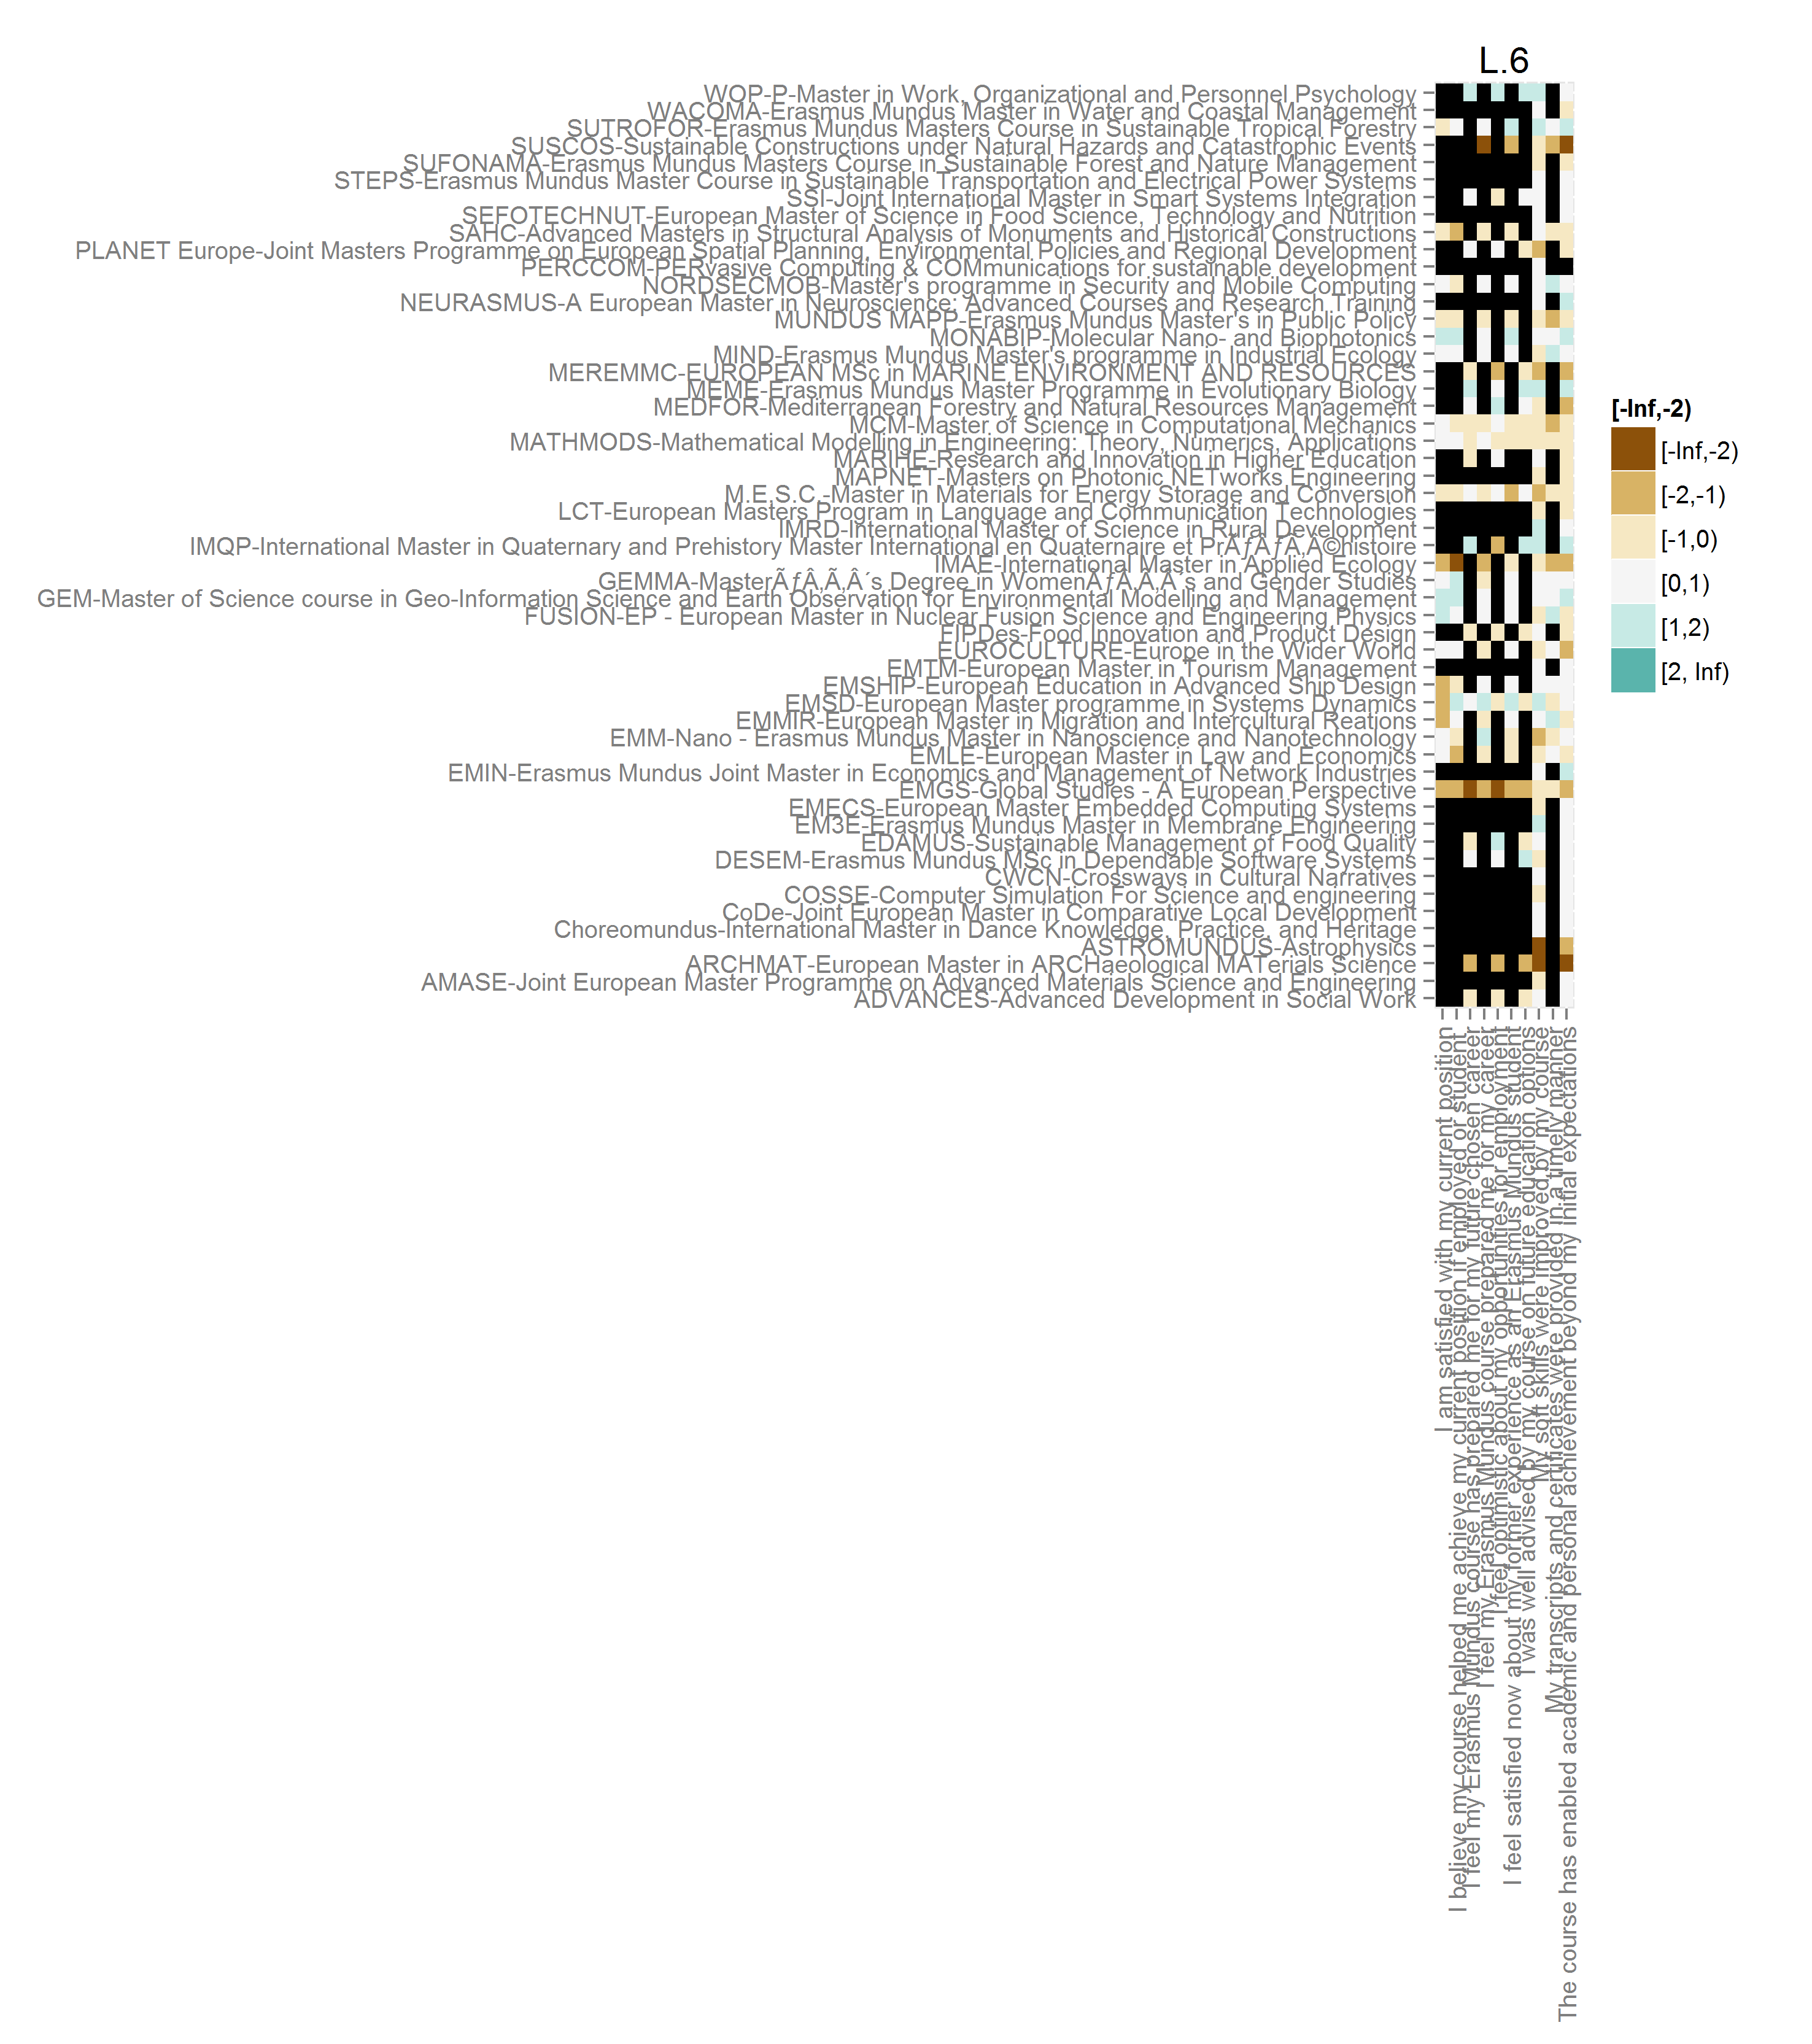 L.6
WOP-P-Master in Work, Organizational and Personnel Psychology
WACOMA-Erasmus Mundus Master in Water and Coastal Management
SUTROFOR-Erasmus Mundus Masters Course in Sustainable Tropical Forestry
SUSCOS-Sustainable Constructions under Natural Hazards and Catastrophic Events
SUFONAMA-Erasmus Mundus Masters Course in Sustainable Forest and Nature Management
STEPS-Erasmus Mundus Master Course in Sustainable Transportation and Electrical Power Systems
SSI-Joint International Master in Smart Systems Integration
SEFOTECHNUT-European Master of Science in Food Science, Technology and Nutrition
SAHC-Advanced Masters in Structural Analysis of Monuments and Historical Constructions
PLANET Europe-Joint Masters Programme on European Spatial Planning, Environmental Policies and Regional Development
PERCCOM-PERvasive Computing & COMmunications for sustainable development
NORDSECMOB-Master's programme in Security and Mobile Computing
NEURASMUS-A European Master in Neuroscience: Advanced Courses and Research Training
MUNDUS MAPP-Erasmus Mundus Master's in Public Policy
MONABIP-Molecular Nano- and Biophotonics
MIND-Erasmus Mundus Master's programme in Industrial Ecology
MEREMMC-EUROPEAN MSc in MARINE ENVIRONMENT AND RESOURCES
MEME-Erasmus Mundus Master Programme in Evolutionary Biology
MEDFOR-Mediterranean Forestry and Natural Resources Management
MCM-Master of Science in Computational Mechanics
MATHMODS-Mathematical Modelling in Engineering: Theory, Numerics, Applications
MARIHE-Research and Innovation in Higher Education
MAPNET-Masters on Photonic NETworks Engineering
M.E.S.C.-Master in Materials for Energy Storage and Conversion
LCT-European Masters Program in Language and Communication Technologies
IMRD-International Master of Science in Rural Development
IMQP-International Master in Quaternary and Prehistory Master International en Quaternaire et PrÃƒÂƒÃ‚Â©histoire
IMAE-International Master in Applied Ecology
GEMMA-MasterÃƒÂ‚Ã‚Â´s Degree in WomenÃƒÂ‚Ã‚Â´s and Gender Studies
GEM-Master of Science course in Geo-Information Science and Earth Observation for Environmental Modelling and Management
FUSION-EP - European Master in Nuclear Fusion Science and Engineering Physics
FIPDes-Food Innovation and Product Design
EUROCULTURE-Europe in the Wider World
EMTM-European Master in Tourism Management
EMSHIP-European Education in Advanced Ship Design
EMSD-European Master programme in Systems Dynamics
EMMIR-European Master in Migration and Intercultural Reations
EMM-Nano - Erasmus Mundus Master in Nanoscience and Nanotechnology
EMLE-European Master in Law and Economics
EMIN-Erasmus Mundus Joint Master in Economics and Management of Network Industries
EMGS-Global Studies - A European Perspective
EMECS-European Master Embedded Computing Systems
EM3E-Erasmus Mundus Master in Membrane Engineering
EDAMUS-Sustainable Management of Food Quality
DESEM-Erasmus Mundus MSc in Dependable Software Systems
CWCN-Crossways in Cultural Narratives
COSSE-Computer Simulation For Science and engineering
CoDe-Joint European Master in Comparative Local Development
Choreomundus-International Master in Dance Knowledge, Practice, and Heritage
ASTROMUNDUS-Astrophysics
ARCHMAT-European Master in ARCHaeological MATerials Science
AMASE-Joint European Master Programme on Advanced Materials Science and Engineering
ADVANCES-Advanced Development in Social Work
I am satisfied with my current position
I believe my course helped me achieve my current position if employed or student
I feel my Erasmus Mundus course has prepared me for my future chosen career
I feel my Erasmus Mundus course prepared me for my career
I feel optimistic about my opportunities for employment
I feel satisfied now about my former experience as an Erasmus Mundus student
I was well advised by my course on future education options
My soft skills were improved by my course
My transcripts and certificates were provided in a timely manner
The course has enabled academic and personal achievement beyond my initial expectations
[-Inf,-2)
[-Inf,-2)
[-2,-1)
[-1,0)
[0,1)
[1,2)
[2, Inf)